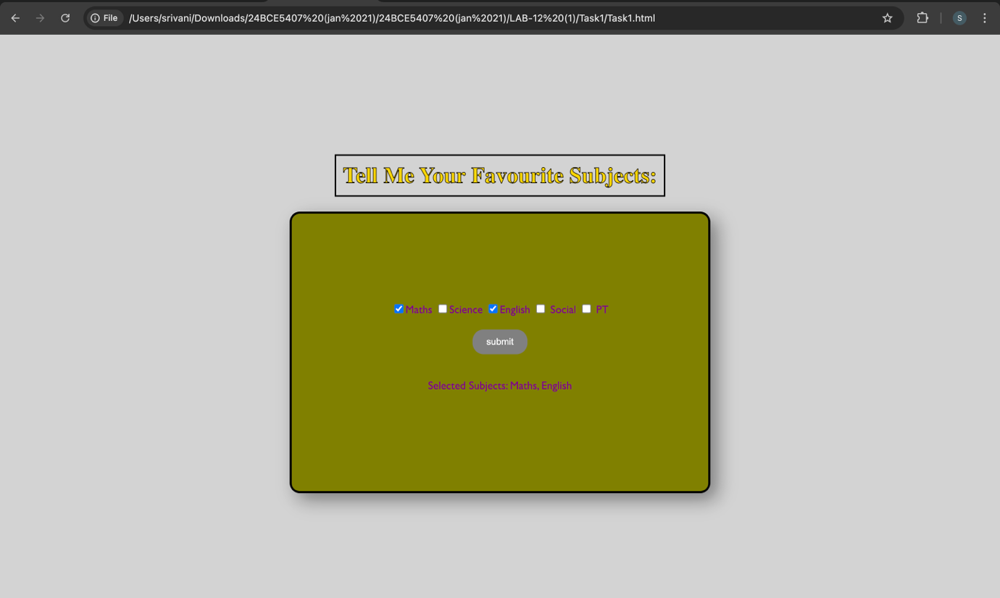 File /Users/srivani/Downloads/24BCE5407%20(jan%2021)/24BCE5407%20(jan%2021)/LAB-12%20(1)/Task1/Task1.html S
Tell Me Your Favourite Subjects:
Maths Science English Social PT
submit
Selected Subjects: Maths, English